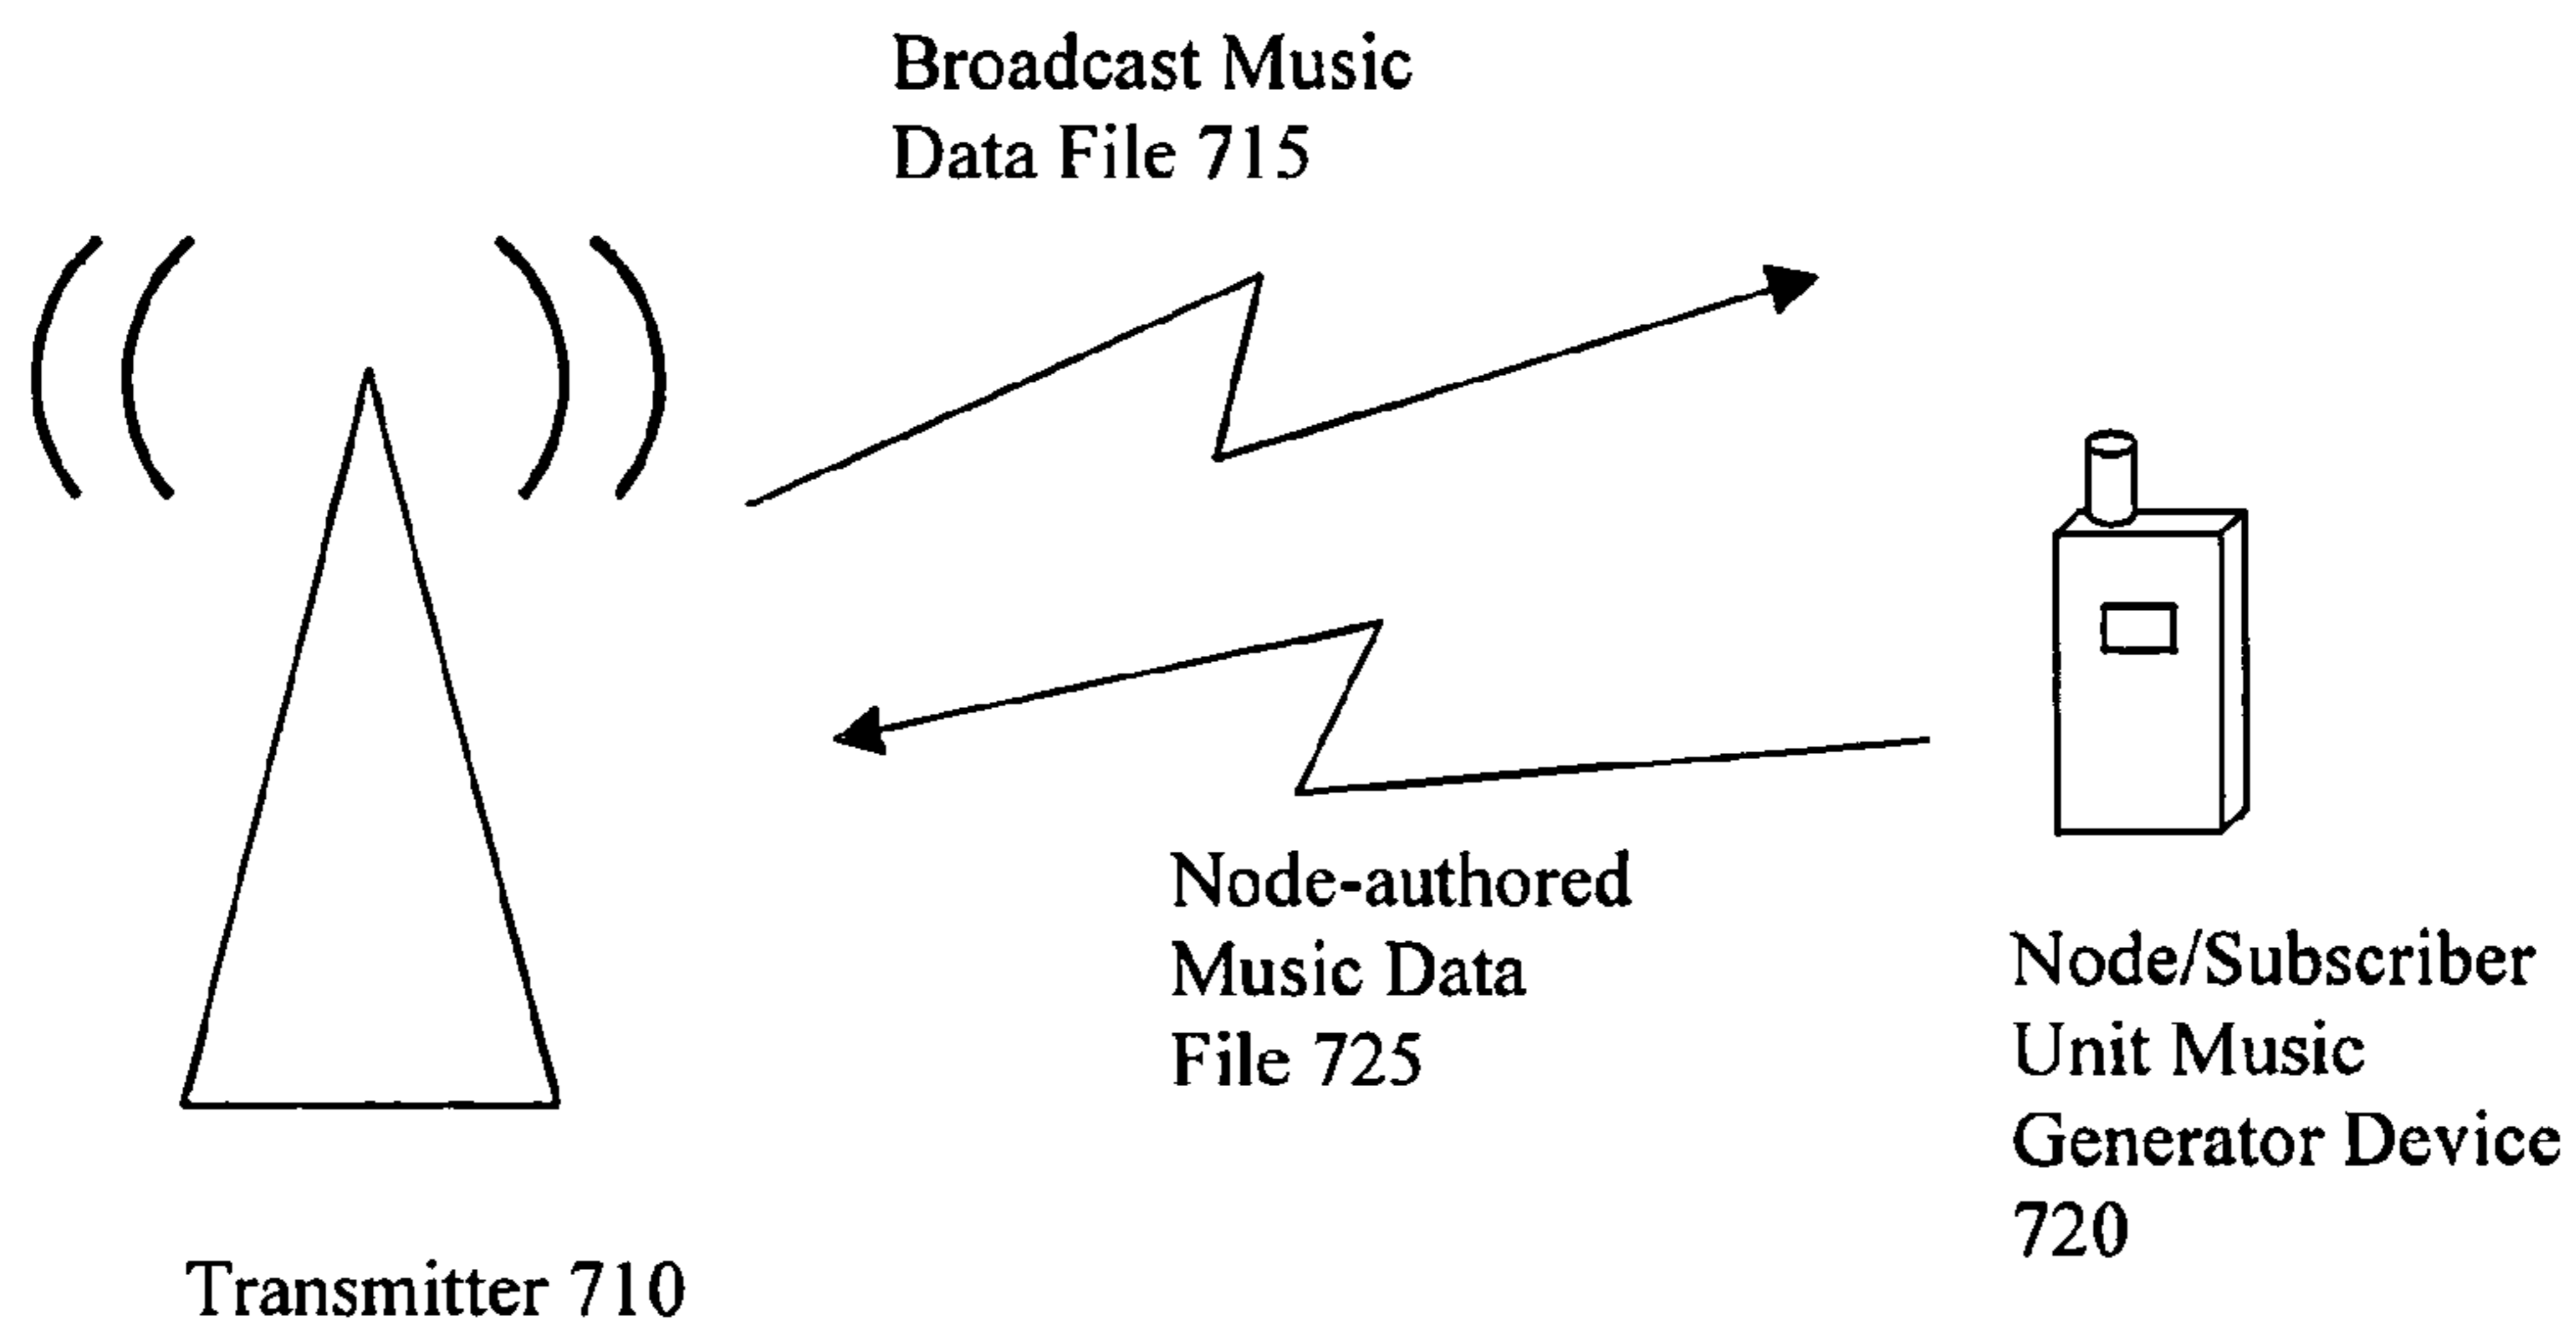 Broadcast Music
Data File 715
Node-authored
Music Data
File 725
Node/Subscriber
Unit Music
Generator Device
720
Transmitter 710